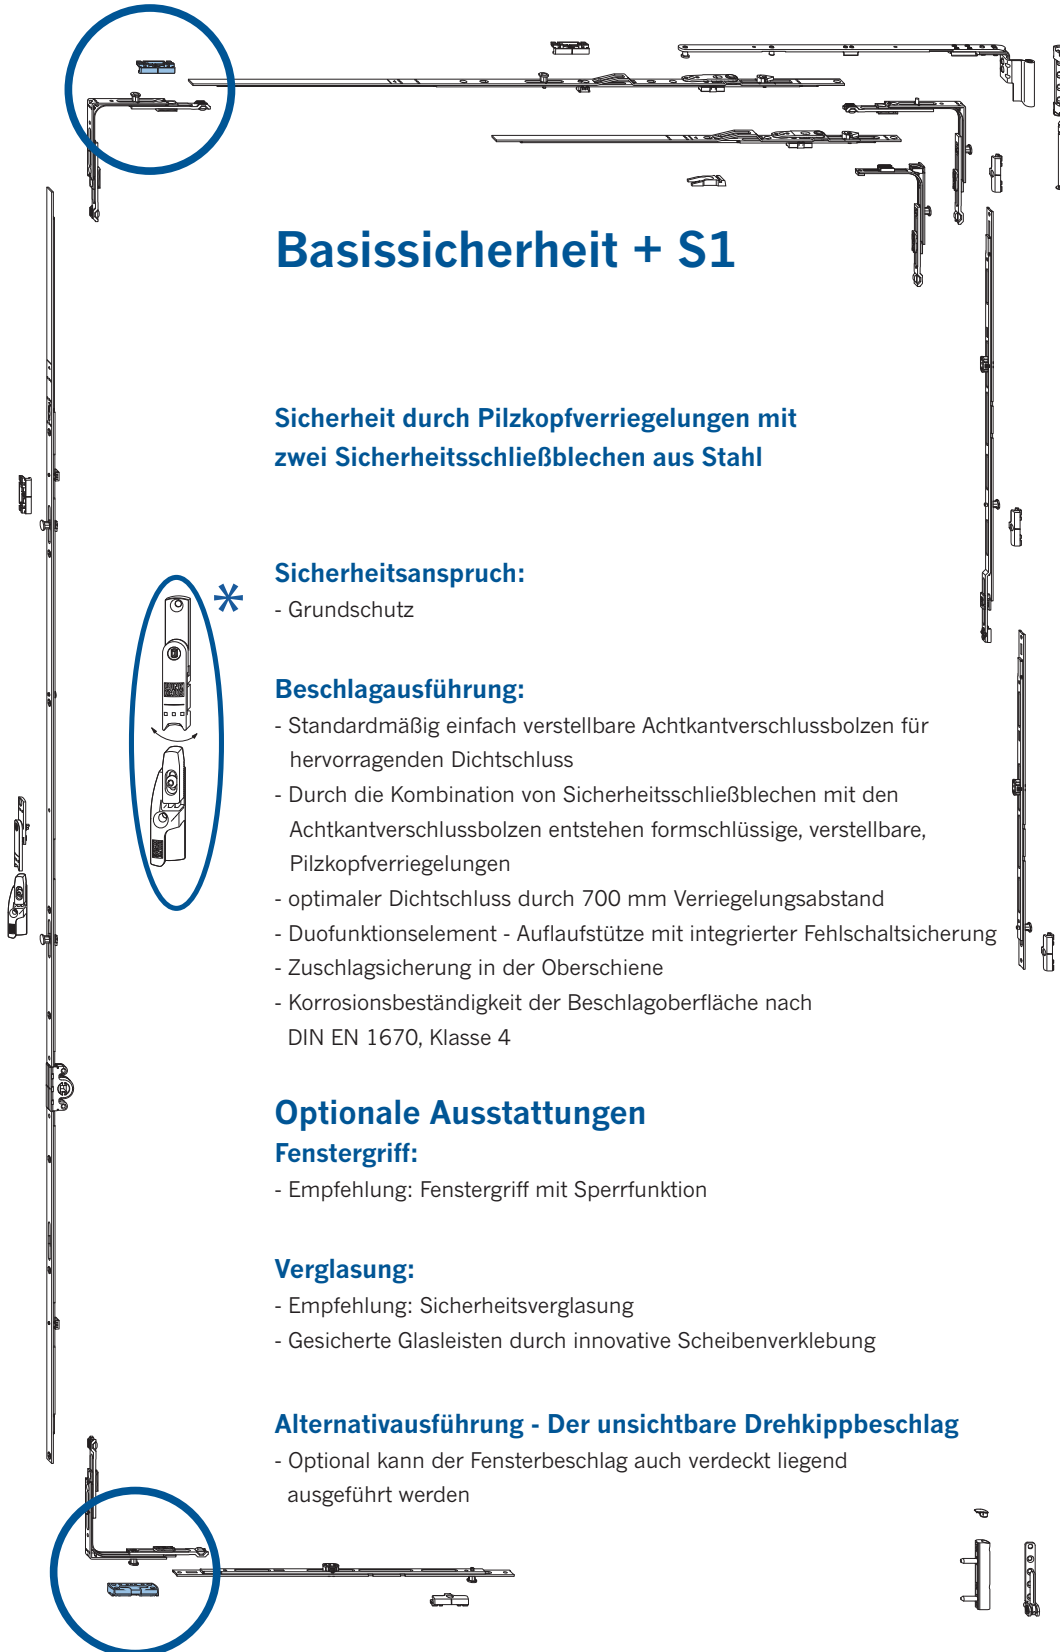 Basissicherheit + S1
Sicherheit durch Pilzkopfverriegelungen mit
zwei Sicherheitsschließblechen aus Stahl
Sicherheitsanspruch:
- Grundschutz
*
Beschlagausführung:
- Standardmäßig einfach verstellbare Achtkantverschlussbolzen für
hervorragenden Dichtschluss
- Durch die Kombination von Sicherheitsschließblechen mit den
Achtkantverschlussbolzen entstehen formschlüssige, verstellbare,
Pilzkopfverriegelungen
- optimaler Dichtschluss durch 700 mm Verriegelungsabstand
- Duofunktionselement - Auflaufstütze mit integrierter Fehlschaltsicherung
- Zuschlagsicherung in der Oberschiene
- Korrosionsbeständigkeit der Beschlagoberfläche nach
DIN EN 1670, Klasse 4
Optionale Ausstattungen
Fenstergriff:
- Empfehlung: Fenstergriff mit Sperrfunktion
Verglasung:
- Empfehlung: Sicherheitsverglasung
- Gesicherte Glasleisten durch innovative Scheibenverklebung
Alternativausführung - Der unsichtbare Drehkippbeschlag
- Optional kann der Fensterbeschlag auch verdeckt liegend
ausgeführt werden